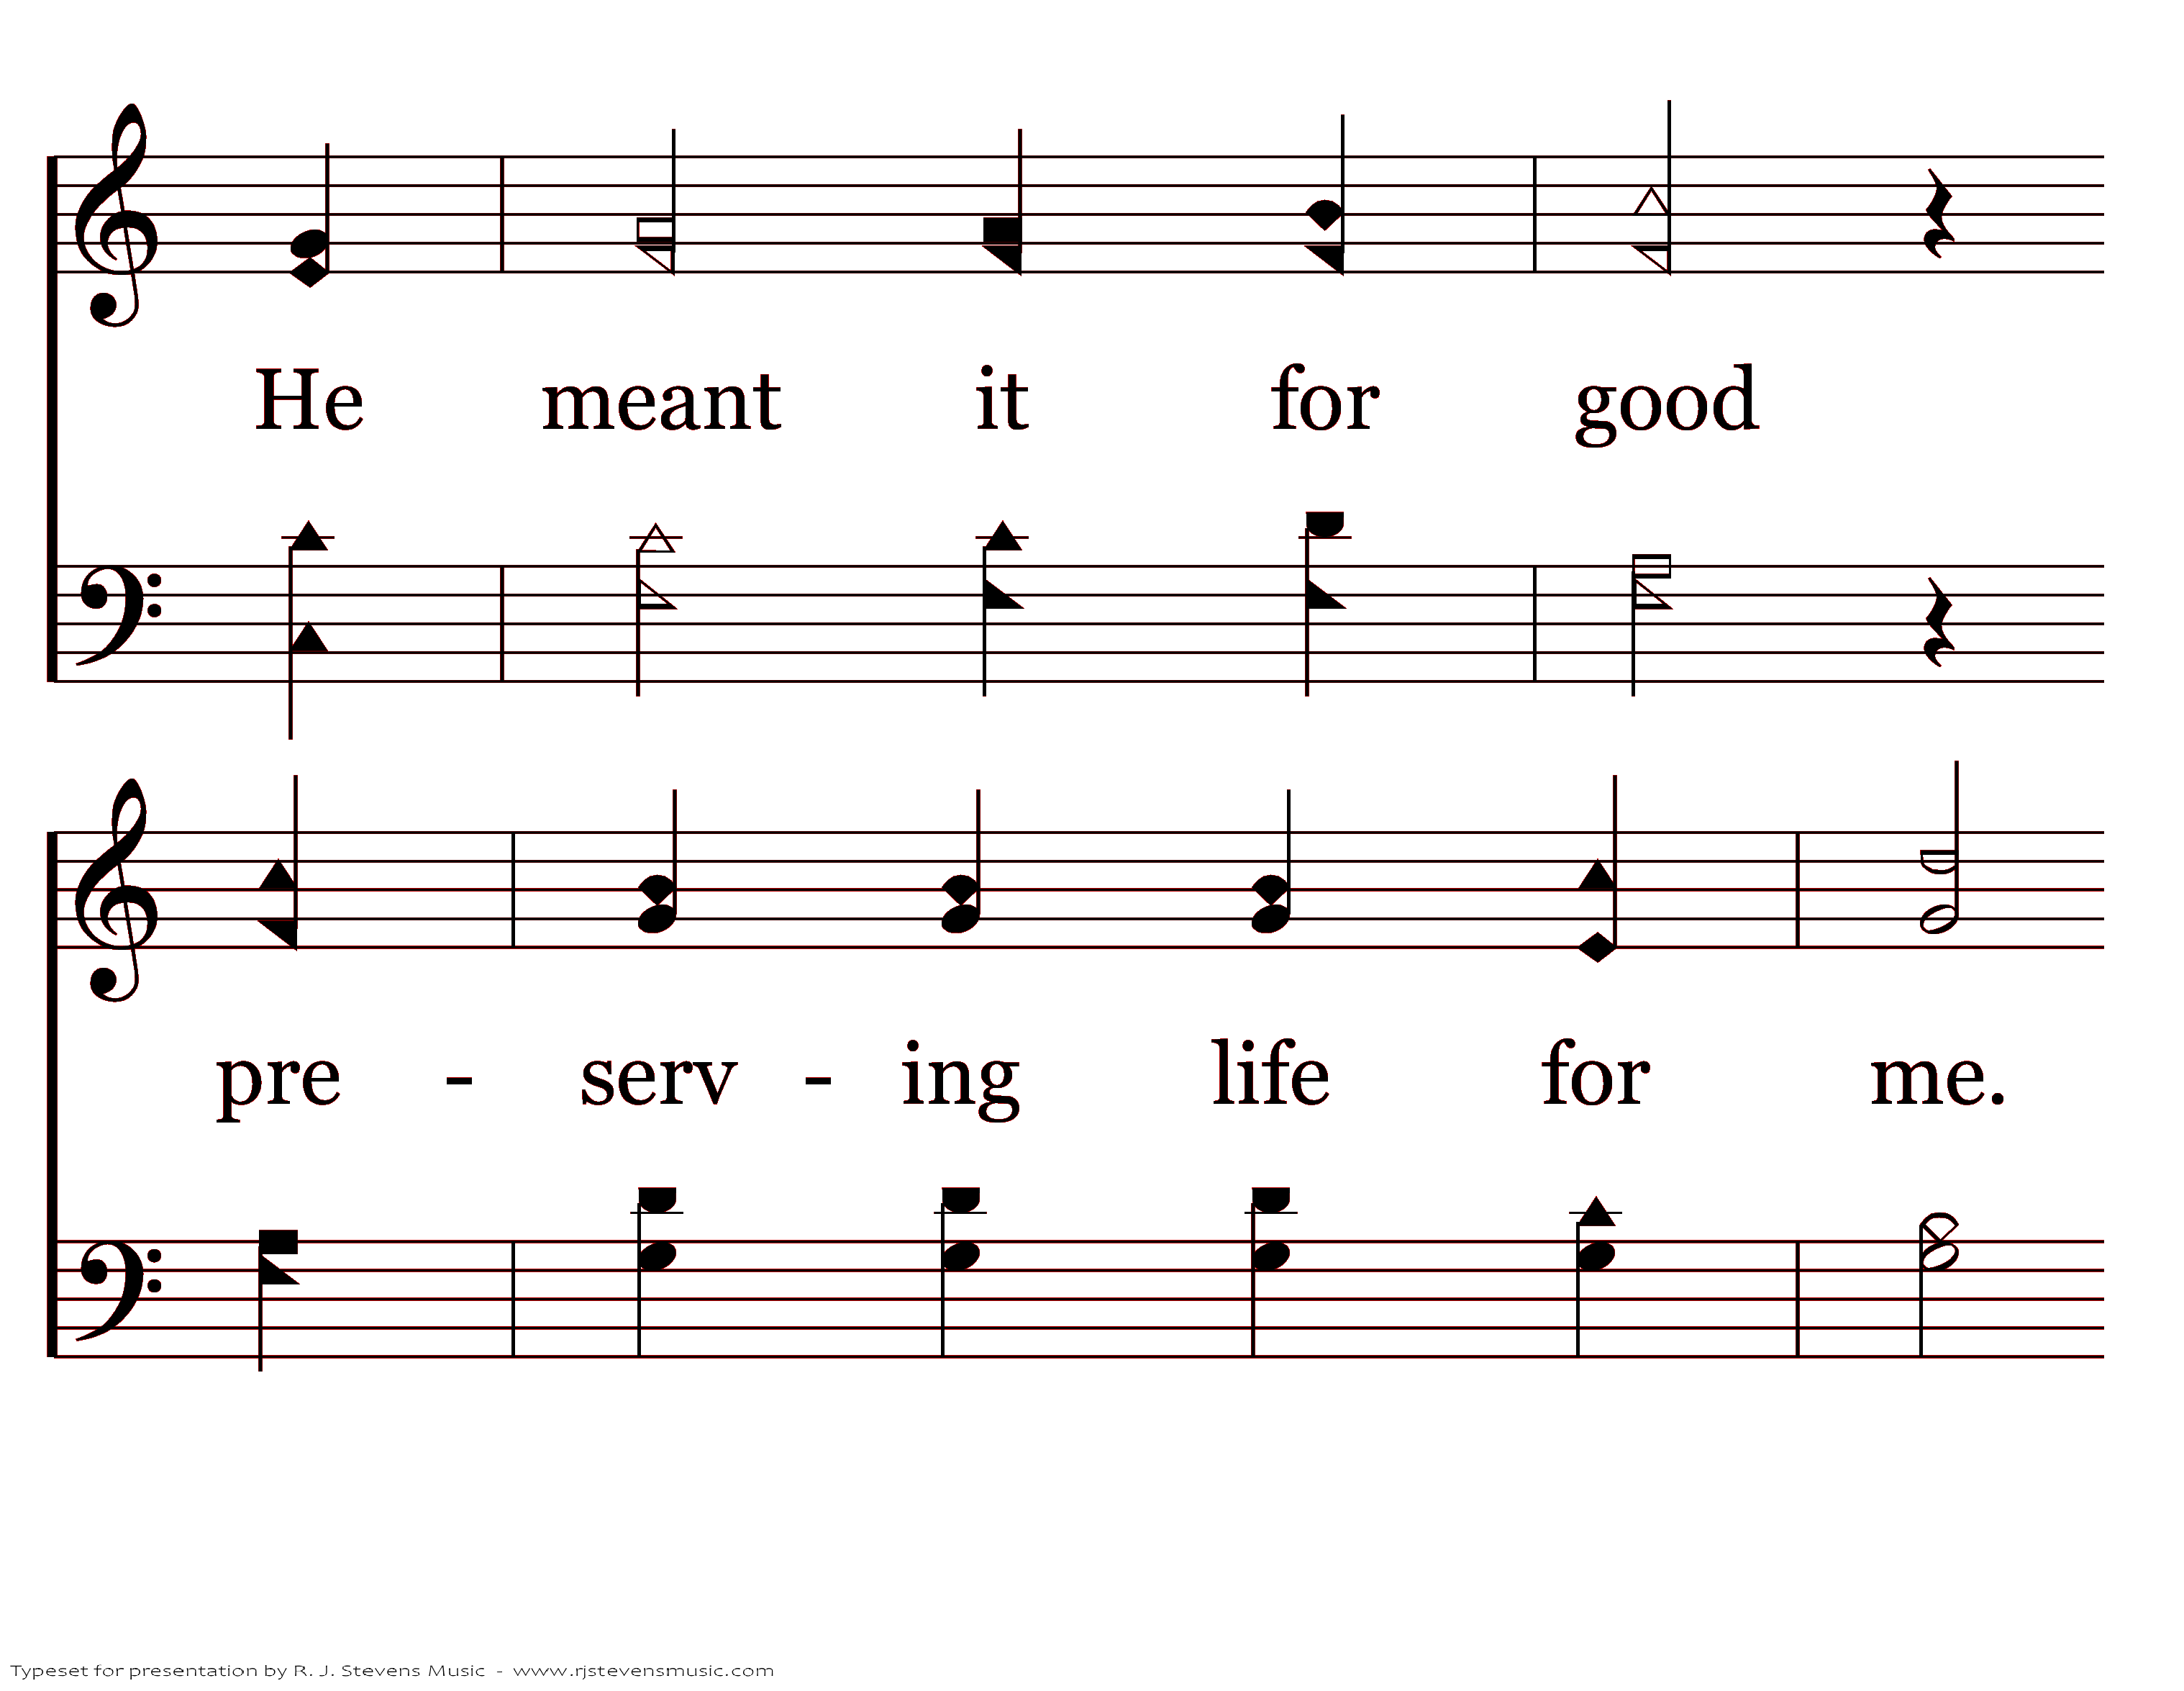 He meant it for good
pre - serv - ing life for me.
Typeset for presentation by R. J. Stevens Music - www.rjstevensmusic.com